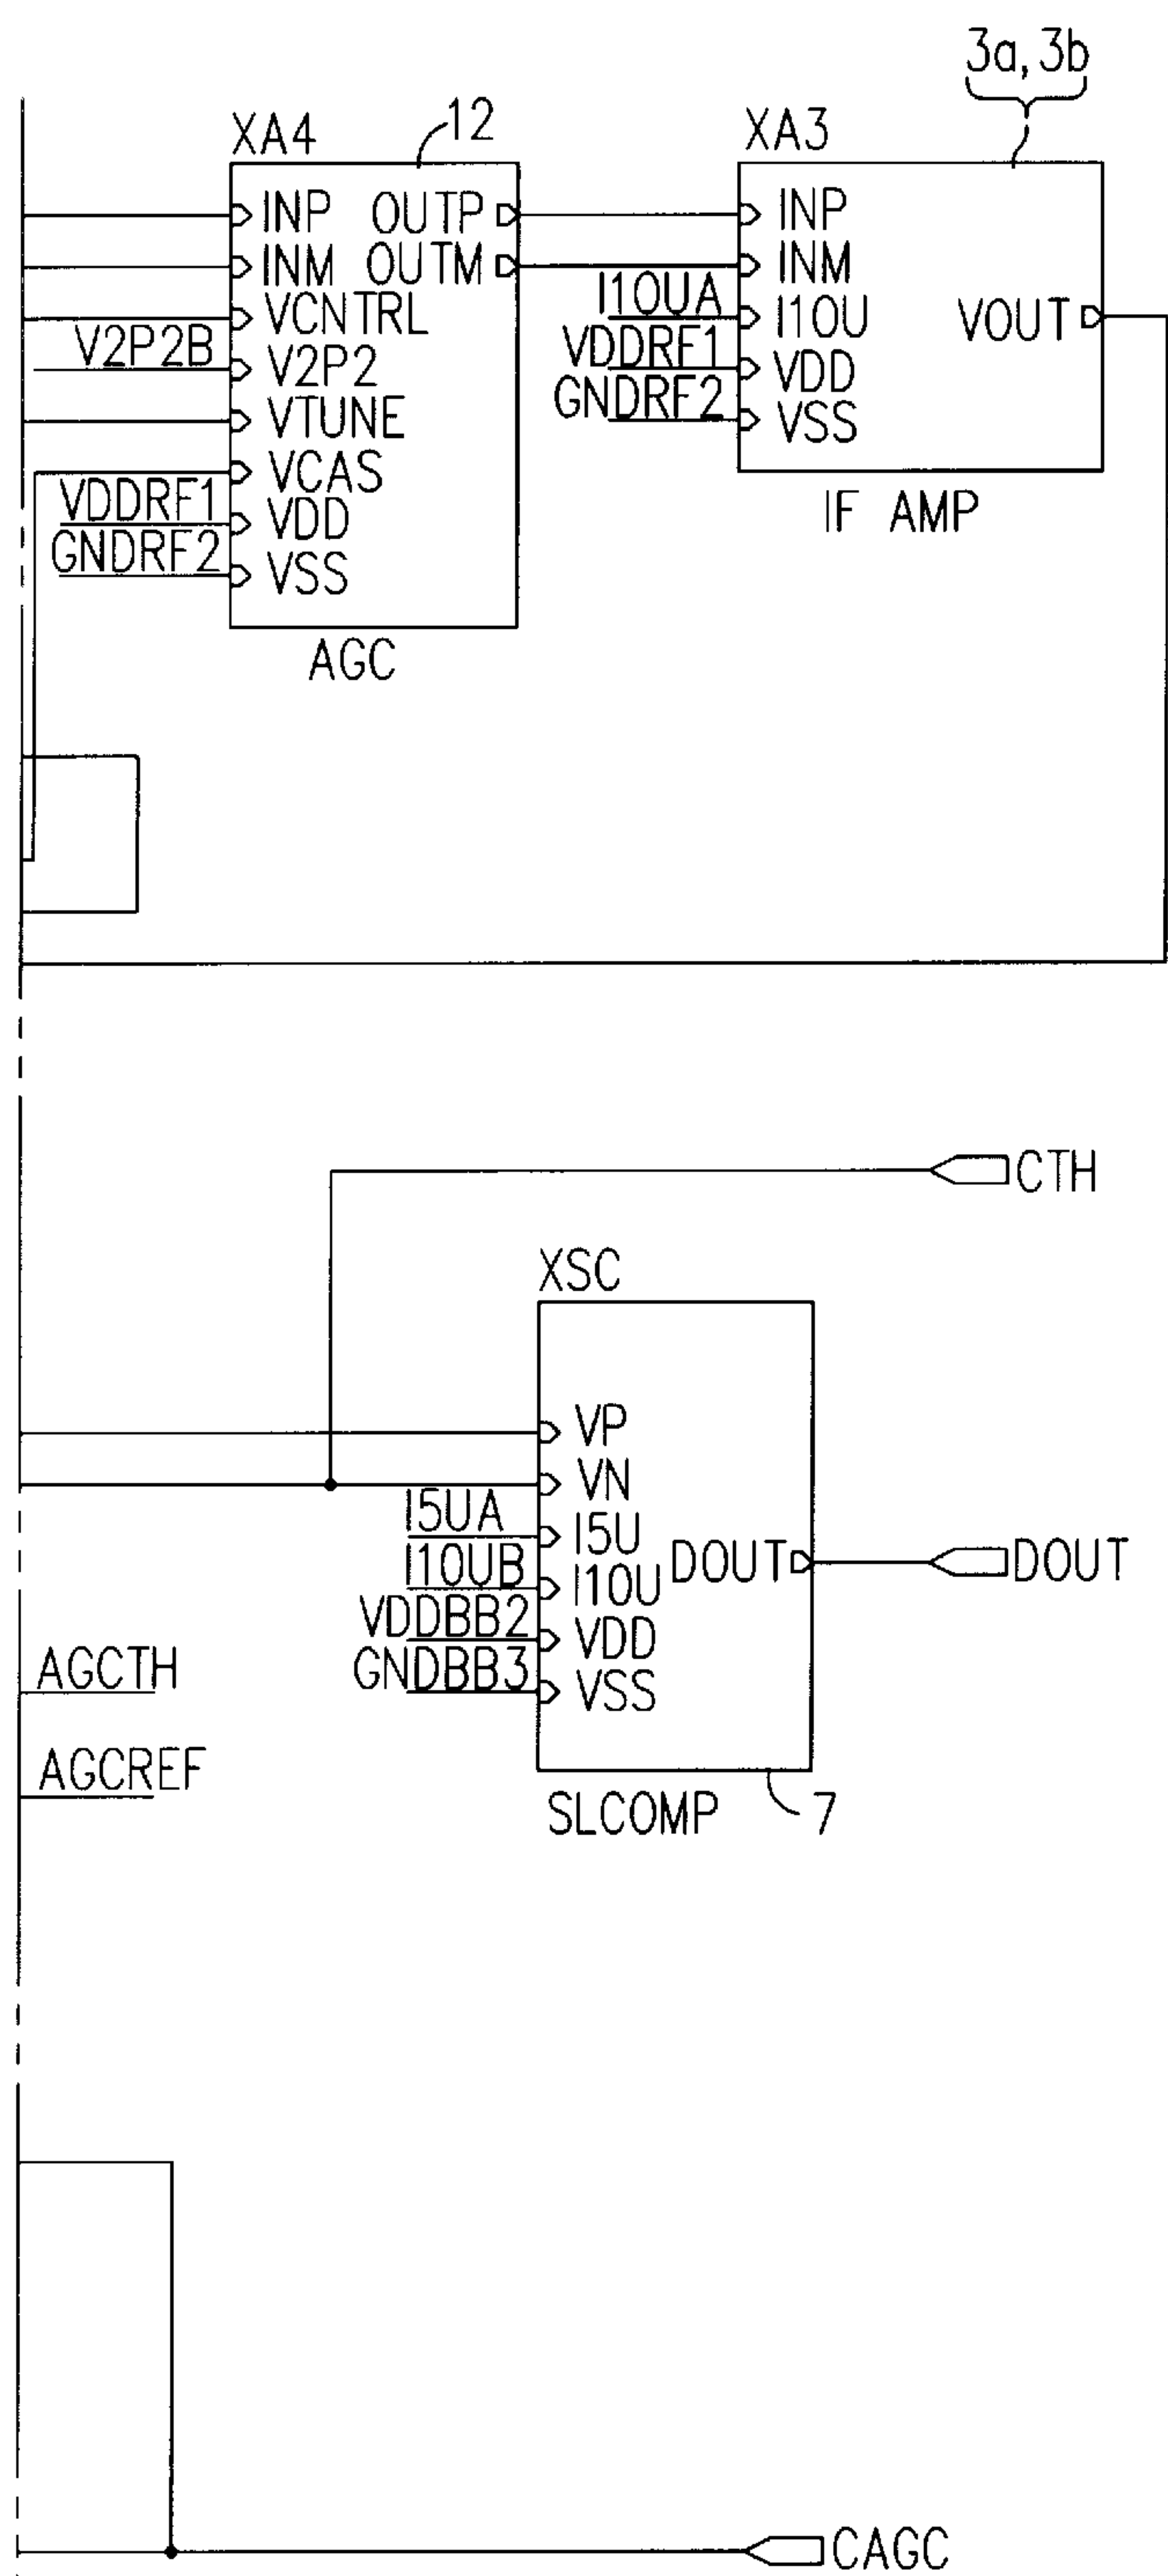 3a, 3b
XA4
12
XA3
INP OUTP
INM OUTM
VCNTRL
V2P2B
V2P2
VTUNE
VCAS
VDDRF1
VDD
GNDRF2
VSS
AGC
INP
INM
I10UA
I10U
VOUT
VDDRF1
VDD
GNDRF2
VSS
IF AMP
CTH
XSC
VP
VN
I5UA
I5U
DOUT
DOUT
I10UB
I10U
VDDBB2
VDD
GNDBB3
VSS
AGCTH
AGCREF
SLCOMP
7
CAGC